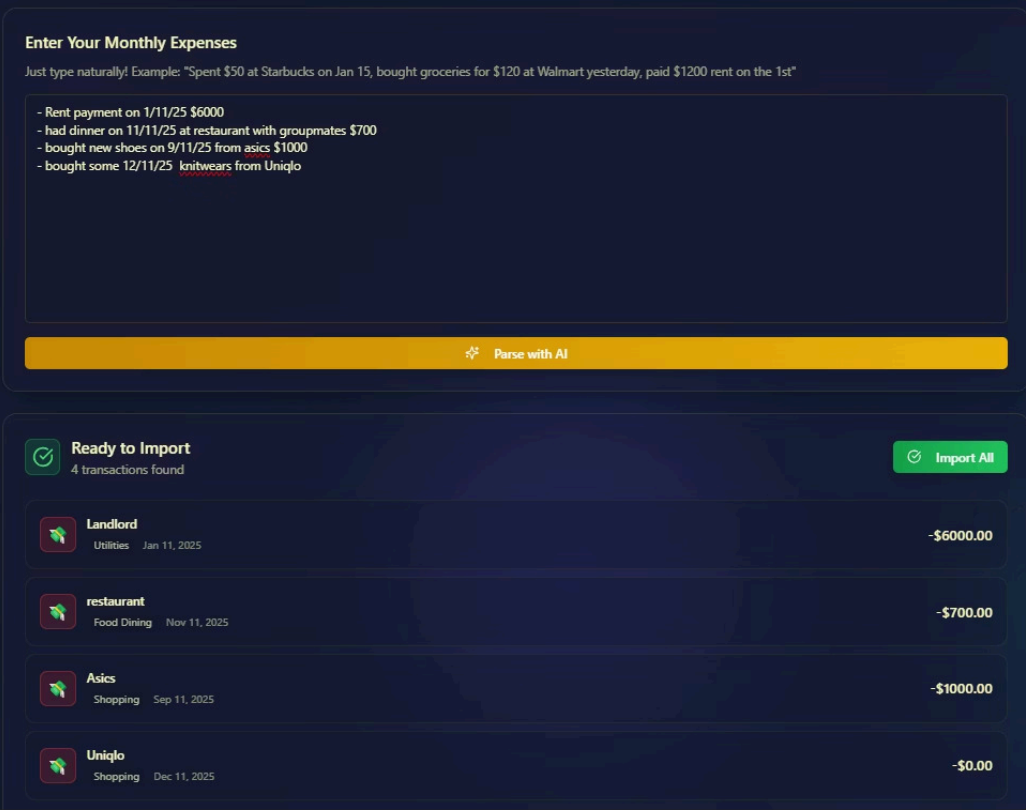 Enter Your Monthly Expenses
Just type naturally! Example: "Spent $50 at Starbucks on Jan 15, bought groceries for $120 at Walmart yesterday, paid $1200 rent on the 1st"
- Rent payment on 1/11/25 $6000
- had dinner on 11/11/25 at restaurant with groupmates $700
- bought new shoes on 9/11/25 from asics $1000
- bought some 12/11/25  knitwears from Uniqlo
Parse with AI
Ready to Import
4 transactions found
Import All
Landlord
Utilities Jan 11, 2025
-$6000.00
restaurant
Food Dining Nov 11, 2025
-$700.00
Asics
Shopping Sep 11, 2025
-$1000.00
Uniqlo
Shopping Dec 11, 2025
-$0.00